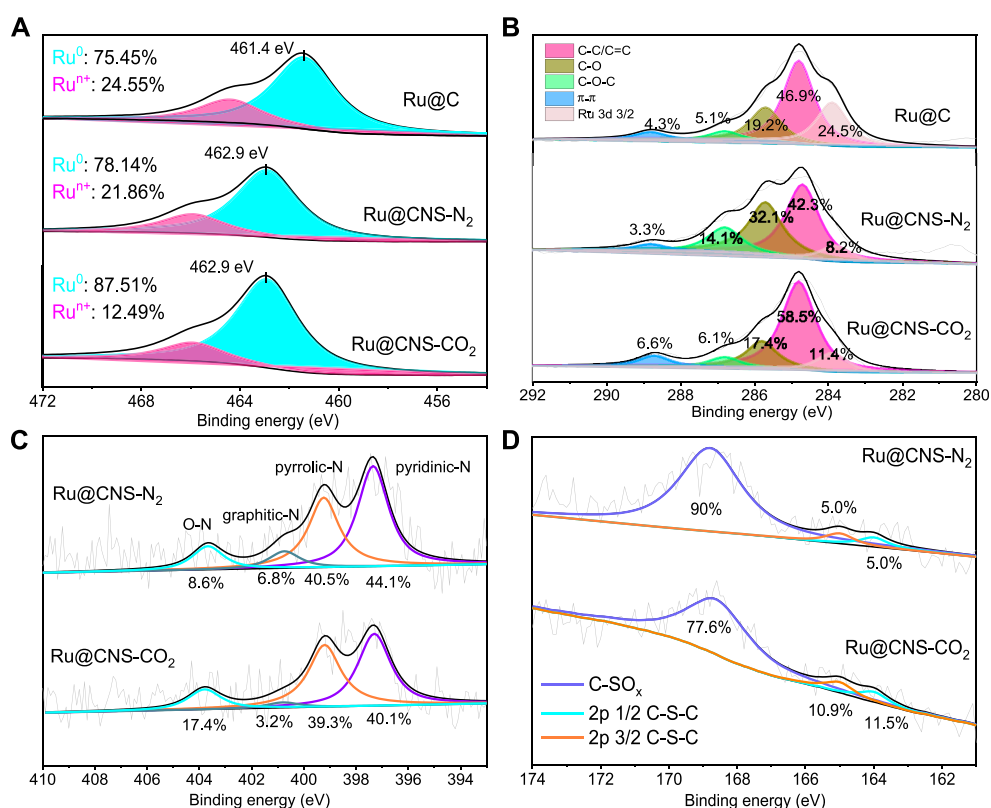 A
Ru⁰: 75.45%
Ruⁿ⁺: 24.55%
461.4 eV
Ru@C
Ru⁰: 78.14%
Ruⁿ⁺: 21.86%
462.9 eV
Ru@CNS-N₂
Ru⁰: 87.51%
Ruⁿ⁺: 12.49%
462.9 eV
Ru@CNS-CO₂
472 468 464 460 456
Binding energy (eV)
B
C-C/C=C
C-O
C-O-C
π-π
Ru 3d 3/2
4.3% 5.1% 19.2% 46.9% 24.5%
Ru@C
3.3% 14.1% 32.1% 42.3% 8.2%
Ru@CNS-N₂
6.6% 6.1% 17.4% 58.5% 11.4%
Ru@CNS-CO₂
292 290 288 286 284 282 280
Binding energy (eV)
C
Ru@CNS-N₂
O-N graphitic-N pyrrolic-N pyridinic-N
8.6% 6.8% 40.5% 44.1%
Ru@CNS-CO₂
17.4% 3.2% 39.3% 40.1%
410 408 406 404 402 400 398 396 394
Binding energy (eV)
D
Ru@CNS-N₂
90% 5.0% 5.0%
77.6%
Ru@CNS-CO₂
10.9% 11.5%
C-SOₓ
2p 1/2 C-S-C
2p 3/2 C-S-C
174 172 170 168 166 164 162
Binding energy (eV)